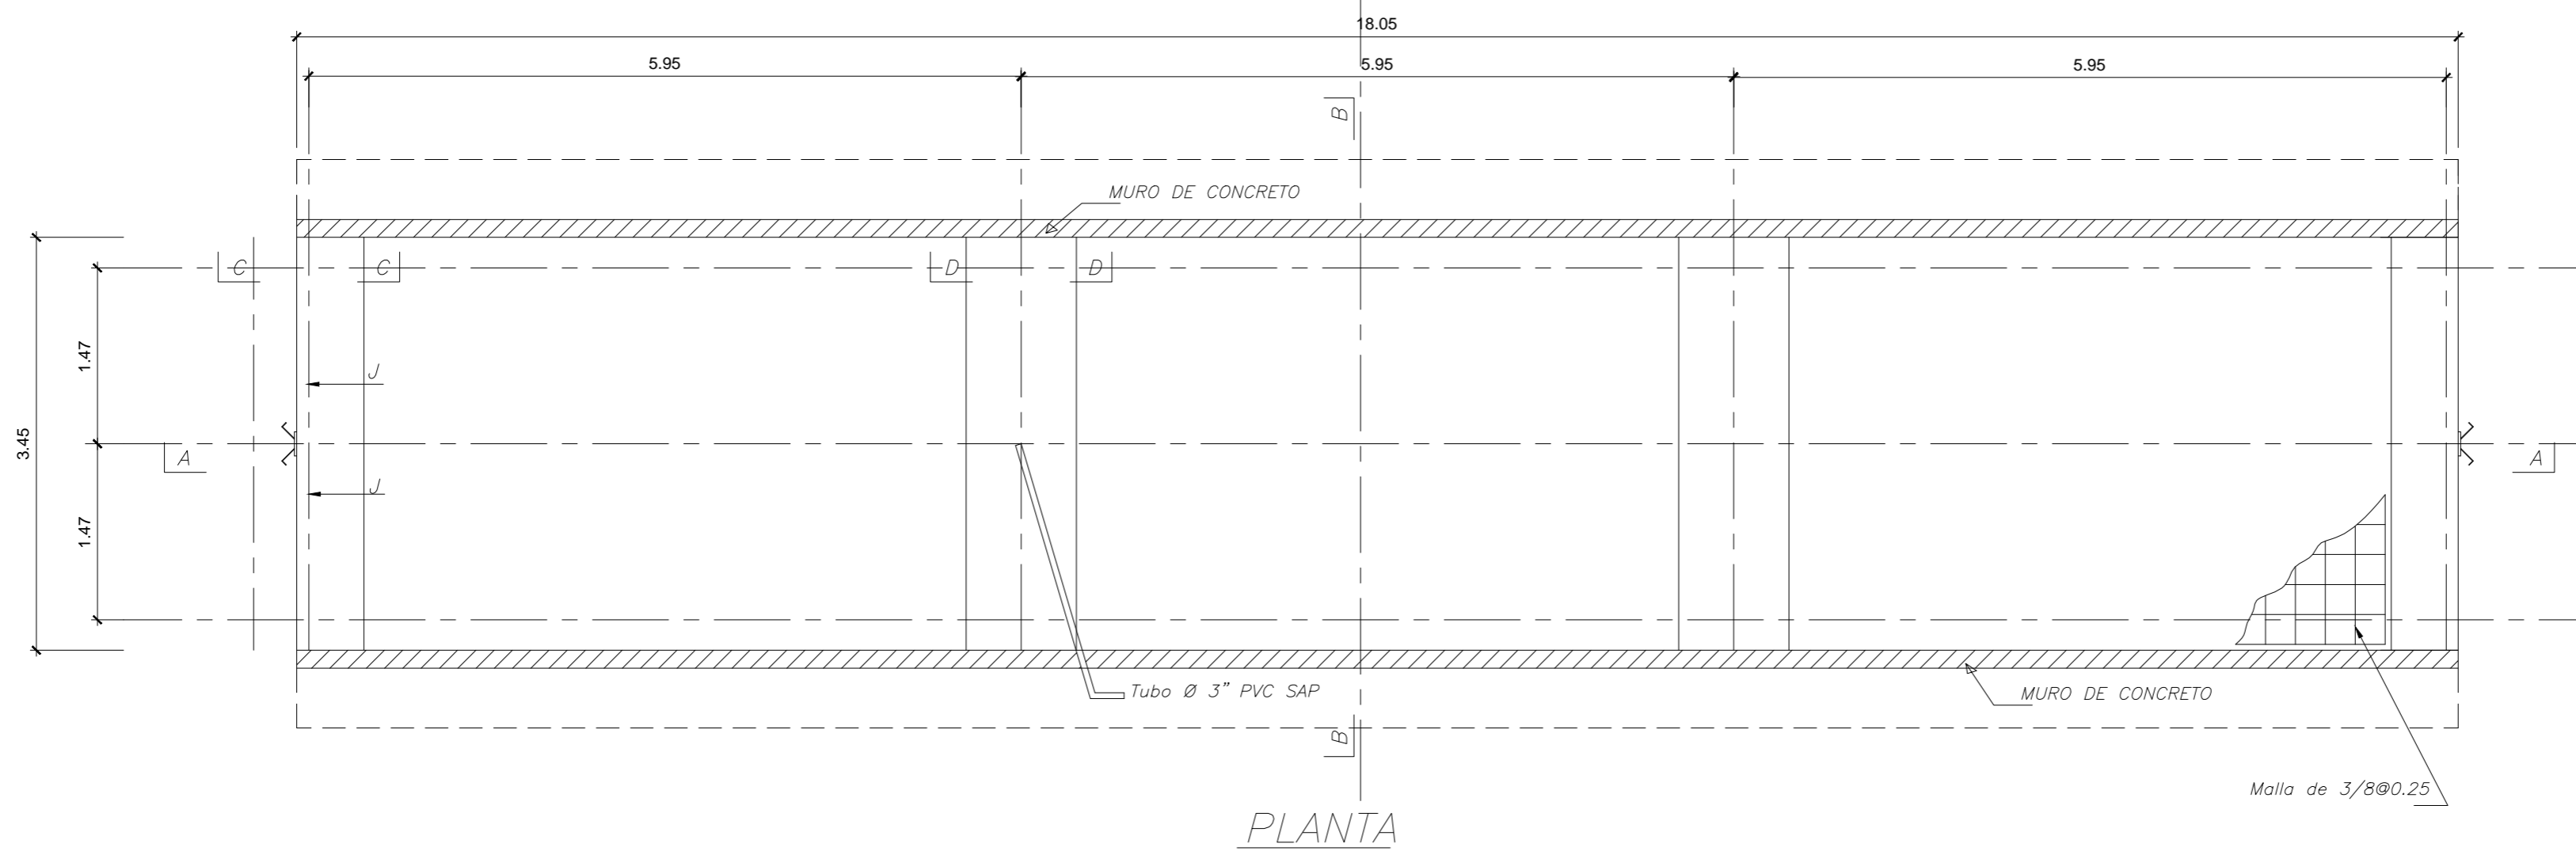 18.05
5.95
5.95
5.95
B
MURO DE CONCRETO
C
C
D
D
1.47
J
3.45
A
A
J
1.47
Tubo Ø 3” PVC SAP
MURO DE CONCRETO
B
Malla de 3/8@0.25
PLANTA